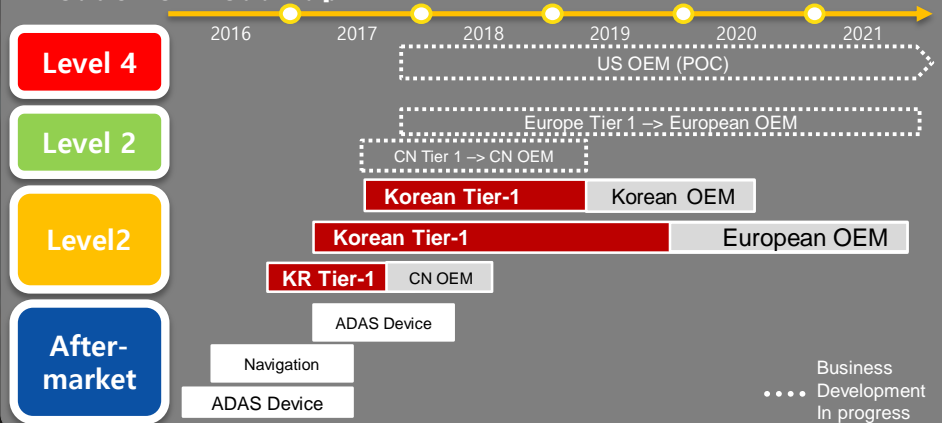 2016 2017 2018 2019 2020 2021
Level 4
US OEM (POC)
Level 2
Europe Tier 1 –> European OEM
CN Tier 1 –> CN OEM
Level2
Korean Tier-1 Korean OEM
Korean Tier-1 European OEM
KR Tier-1 CN OEM
After-
market
ADAS Device
Navigation
ADAS Device
Business
Development
In progress